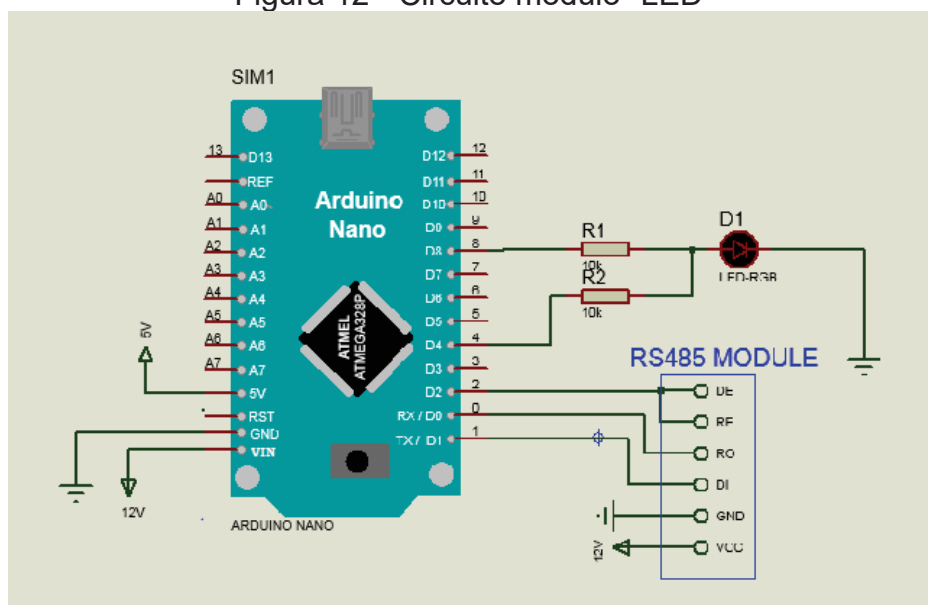 Figura 12 - Circuito módulo "LED"
SIM1
13
D13
REF
A0
A0
A1
A1
A2
A2
A3
A3
A4
A4
A5
A5
A6
A6
A7
A7
5V
5V
RST
GND
VIN
12V
Arduino
Nano
ATMEL
ATMEGA328P
D12
12
D11
11
D10
10
D9
9
D8
8
D7
7
D6
6
D5
5
D4
4
D3
3
D2
2
RX / D0
0
TX / D1
1
ARDUINO NANO
R1
10k
R2
10k
D1
LED-RGB
RS485 MODULE
DE
RE
RO
DI
GND
VCC
12V